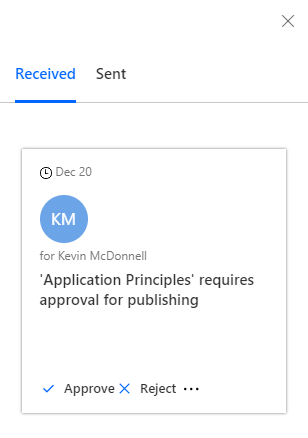 Received Sent
Dec 20
KM
for Kevin McDonnell
'Application Principles' requires
approval for publishing
Approve Reject